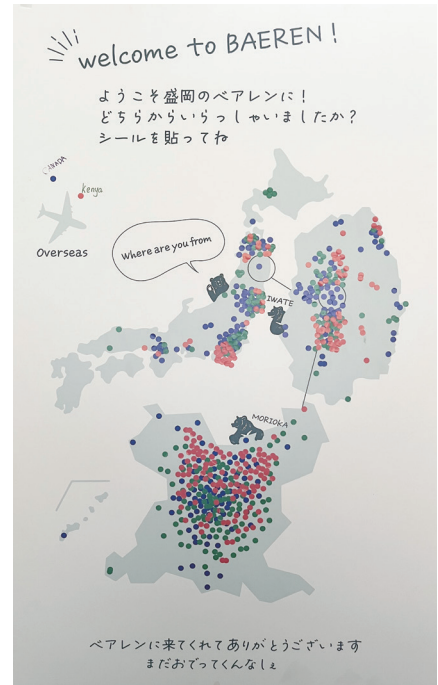 welcome to BAEREN!
ようこそ盛岡のベアレンに!
どちらからいらっしゃいましたか?
シールを貼ってね
CANADA
Kenya
Overseas
Where are you from
IWATE
MORIOKA
ベアレンに来てくれてありがとうございます
まだおでってくんなしぇ